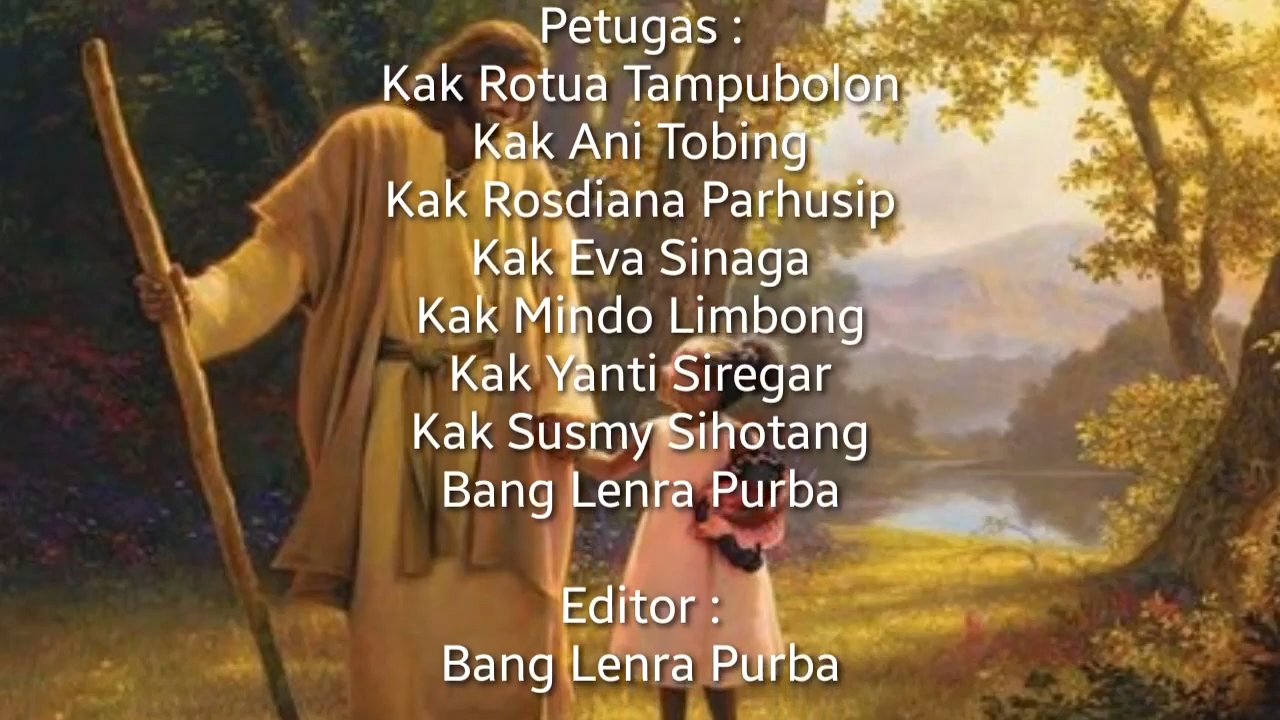 Petugas :
Kak Rotua Tampubolon
Kak Ani Tobing
Kak Rosdiana Parhusip
Kak Eva Sinaga
Kak Mindo Limbong
Kak Yanti Siregar
Kak Susmy Sihotang
Bang Lenra Purba
Editor :
Bang Lenra Purba